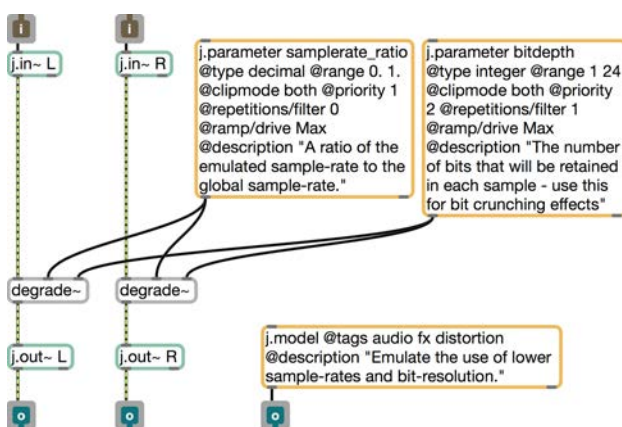 i
i
j.in~ L
j.in~ R
j.parameter samplerate_ratio
@type decimal @range 0. 1.
@clipmode both @priority 1
@repetitions/filter 0
@ramp/drive Max
@description "A ratio of the
emulated sample-rate to the
global sample-rate."
j.parameter bitdepth
@type integer @range 1 24
@clipmode both @priority
2 @repetitions/filter 1
@ramp/drive Max
@description "The number
of bits that will be retained
in each sample - use this
for bit crunching effects"
degrade~
degrade~
j.out~ L
j.out~ R
j.model @tags audio fx distortion
@description "Emulate the use of lower
sample-rates and bit-resolution."
o
o
o